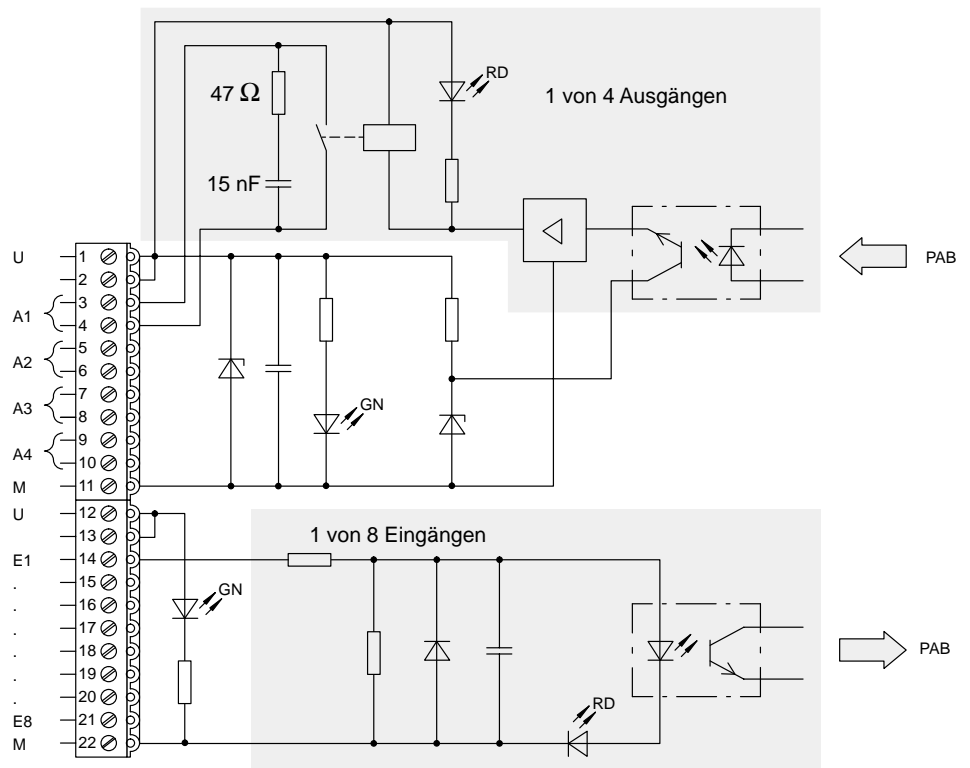 RD
47 Ω
1 von 4 Ausgängen
15 nF
U
1
PAB
2
3
A1
4
5
A2
6
7
A3
8
GN
9
A4
10
M
11
U
12
13
1 von 8 Eingängen
E1
14
.
15
.
16
GN
.
17
.
18
PAB
.
19
.
20
E8
21
RD
M
22